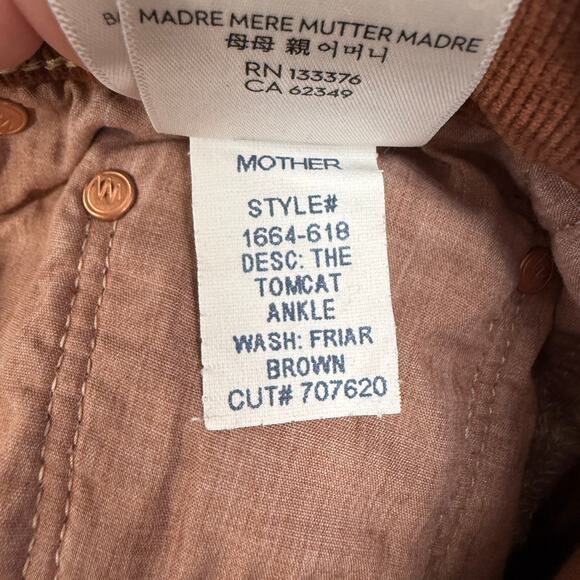 MADRE MERE MUTTER MADRE
母母 親 어머니
RN 133376
CA 62349
MOTHER
STYLE#
1664-618
DESC: THE
TOMCAT
ANKLE
WASH: FRIAR
BROWN
CUT# 707620